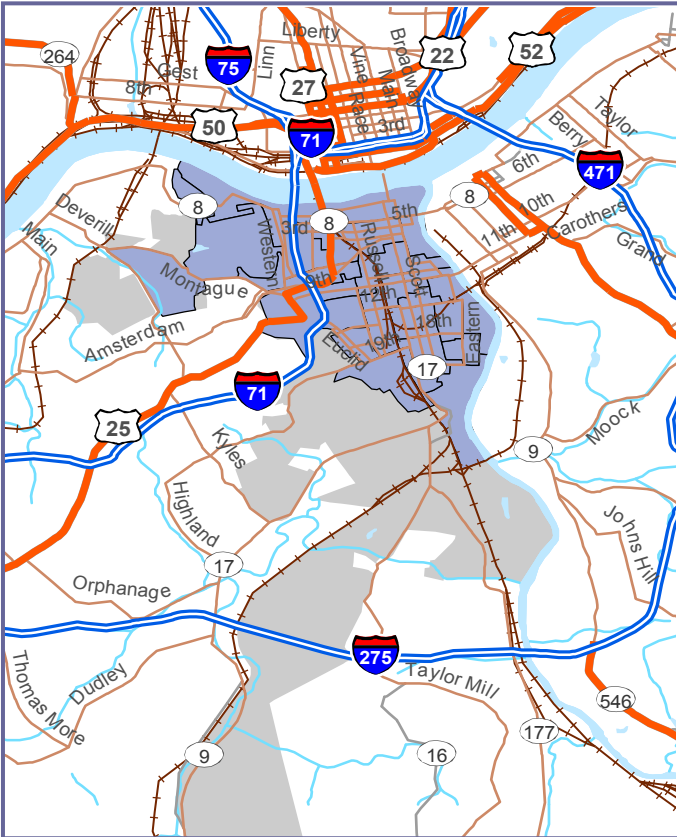 264
Gest
8th
Linn
75
Liberty
27
Vine
Race
Main
Broadway
3rd
22
52
50
71
Taylor
Berry
6th
471
8
10th
11th
Carothers
Grand
Deverill
8
Main
Montague
Western
3rd
8
5th
Russell
Scott
9th
12th
18th
19th
Euclid
Eastern
17
Amsterdam
71
25
Kyles
Highland
Moock
9
Johns Hill
17
Orphanage
275
Taylor Mill
Dudley
Thomas More
546
177
9
16